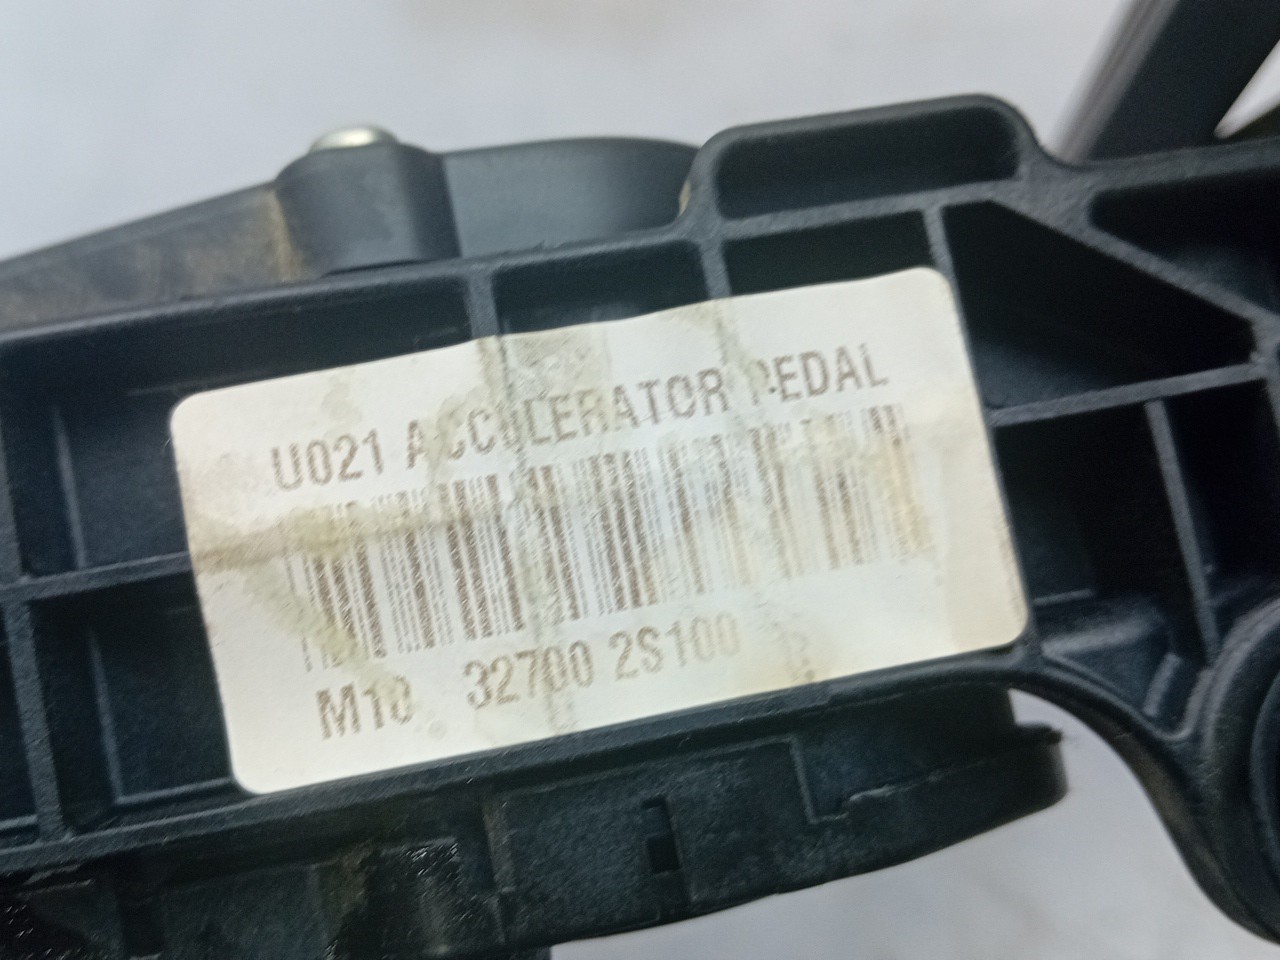 U021 ACCULERATOR PEDAL
M10 32700 2S100